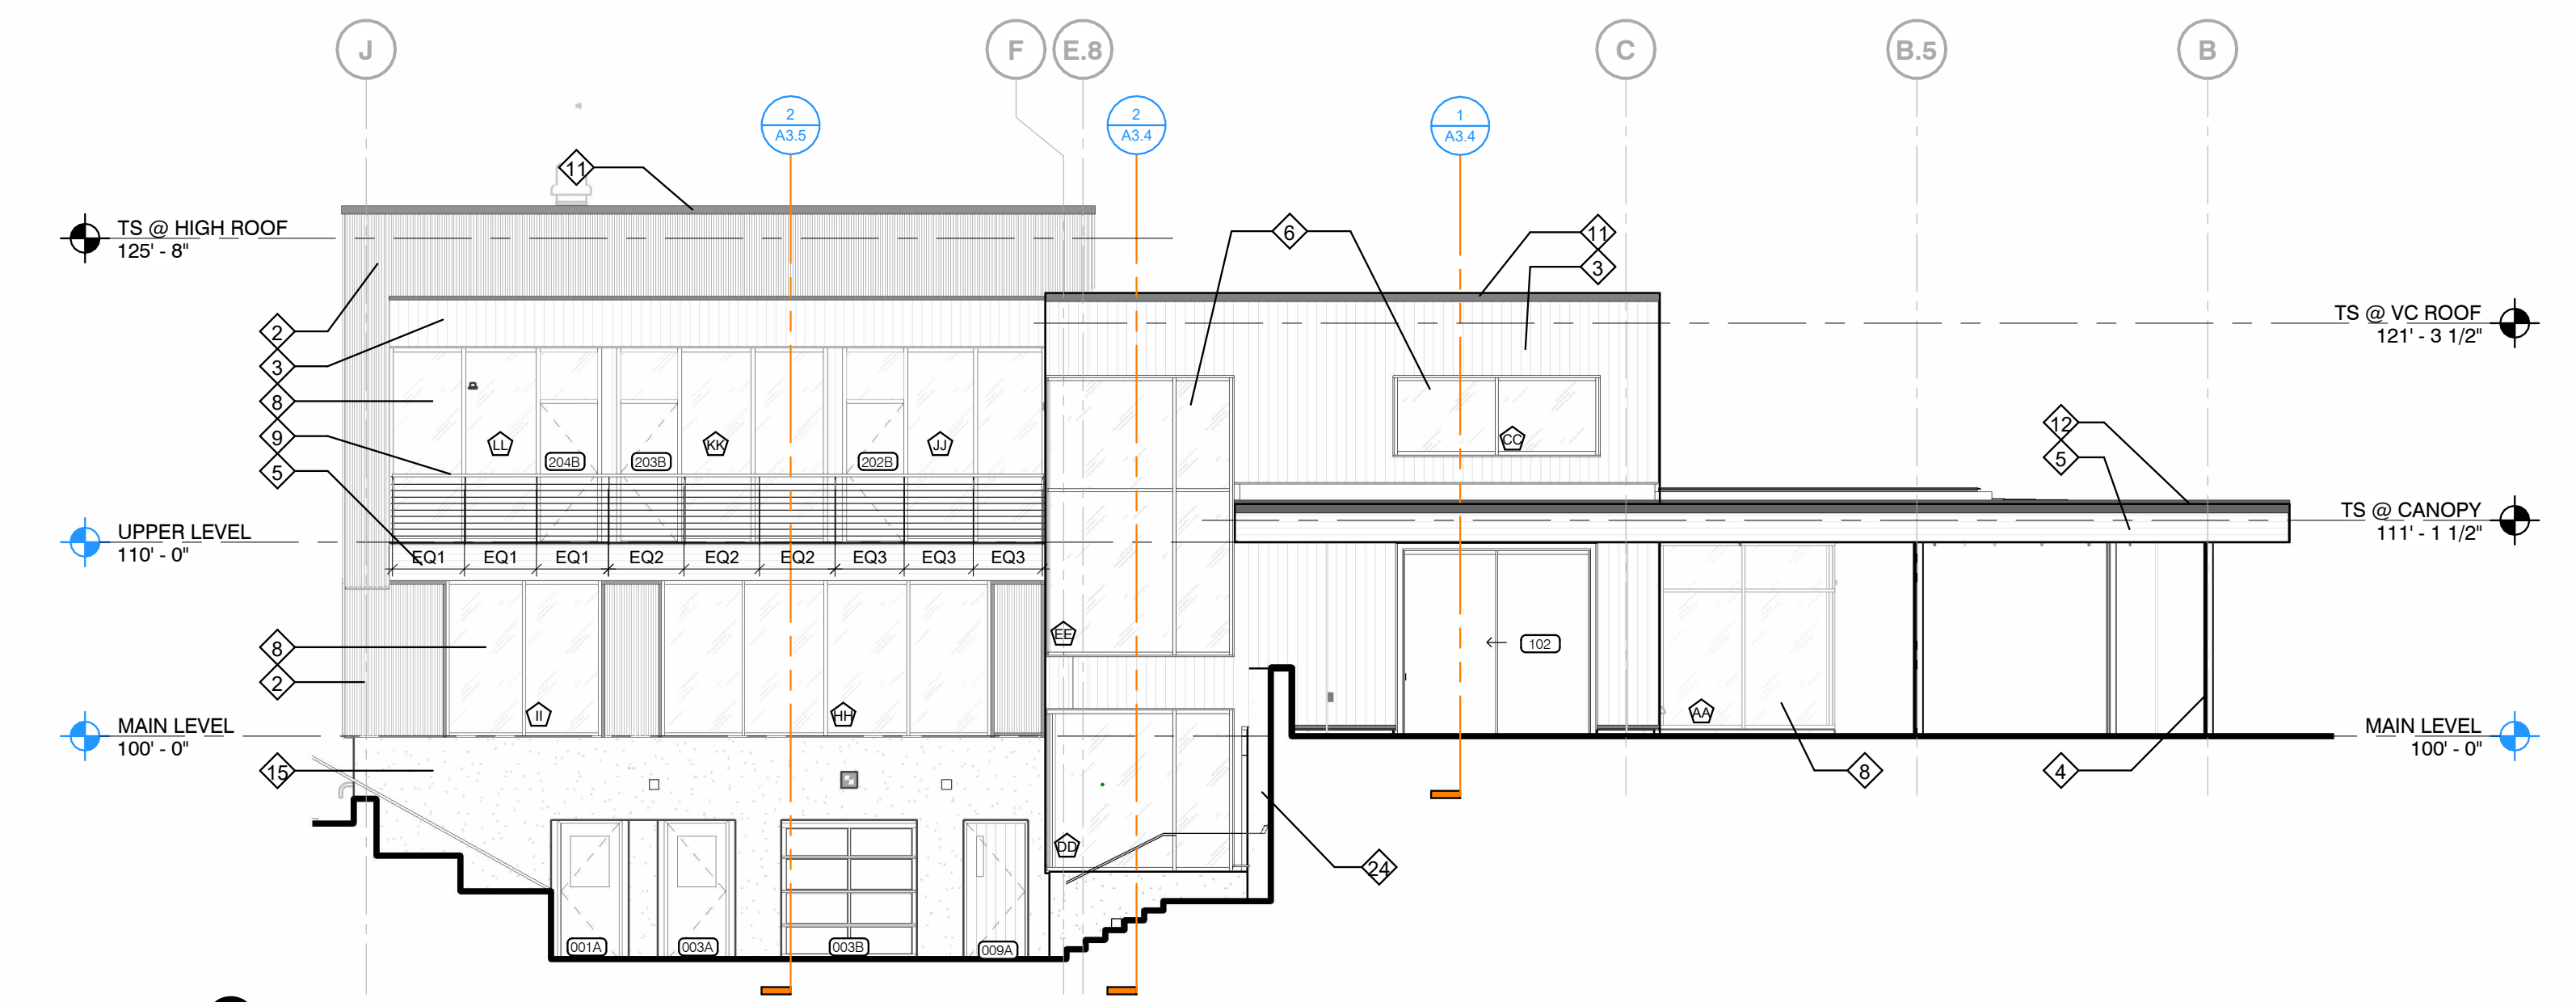 J
F
E.8
C
B.5
B
2
A3.5
2
A3.4
1
A3.4
11
TS @ HIGH ROOF
125' - 8"
6
11
3
2
3
8
9
5
TS @ VC ROOF
121' - 3 1/2"
12
5
LL
204B
203B
KK
202B
JJ
CC
TS @ CANOPY
111' - 1 1/2"
UPPER LEVEL
110' - 0"
EQ1
EQ1
EQ1
EQ2
EQ2
EQ2
EQ3
EQ3
EQ3
8
2
EE
102
II
HH
AA
MAIN LEVEL
100' - 0"
MAIN LEVEL
100' - 0"
15
8
4
DD
24
001A
003A
003B
009A